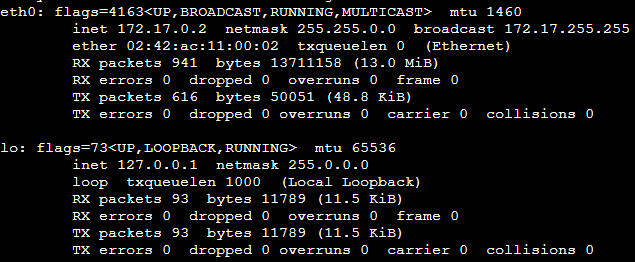 eth0: flags=4163<UP,BROADCAST,RUNNING,MULTICAST>  mtu 1460
        inet 172.17.0.2  netmask 255.255.0.0  broadcast 172.17.255.255
        ether 02:42:ac:11:00:02  txqueuelen 0  (Ethernet)
        RX packets 941  bytes 13711158 (13.0 MiB)
        RX errors 0  dropped 0  overruns 0  frame 0
        TX packets 616  bytes 50051 (48.8 KiB)
        TX errors 0  dropped 0 overruns 0  carrier 0  collisions 0

lo: flags=73<UP,LOOPBACK,RUNNING>  mtu 65536
        inet 127.0.0.1  netmask 255.0.0.0
        loop  txqueuelen 1000  (Local Loopback)
        RX packets 93  bytes 11789 (11.5 KiB)
        RX errors 0  dropped 0  overruns 0  frame 0
        TX packets 93  bytes 11789 (11.5 KiB)
        TX errors 0  dropped 0 overruns 0  carrier 0  collisions 0